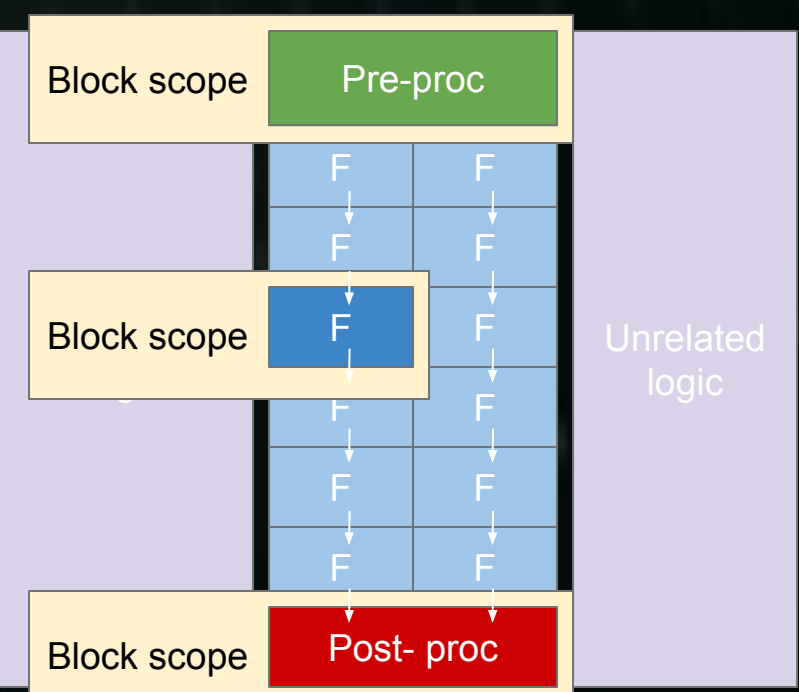 Block scope Pre-proc
F F
F F
Block scope F F
Unrelated
logic
F F
F F
F F
Block scope Post- proc